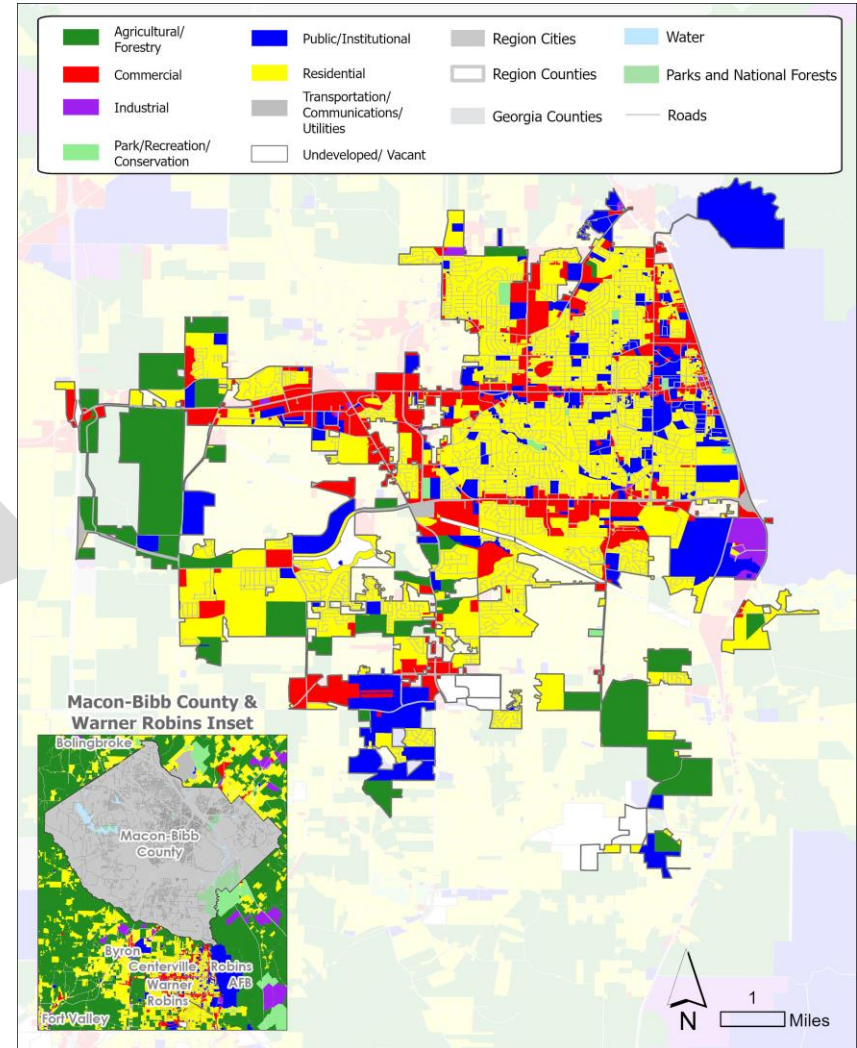 Agricultural/
Forestry
Commercial
Industrial
Park/Recreation/
Conservation
Public/Institutional
Residential
Transportation/
Communications/
Utilities
Undeveloped/ Vacant
Region Cities
Region Counties
Georgia Counties
Water
Parks and National Forests
Roads
Macon-Bibb County &
Warner Robins Inset
Bolingbroke
Macon-Bibb
County
Byron
Centerville
Warner
Robins
Robins
AFB
Fort Valley
N
1
Miles